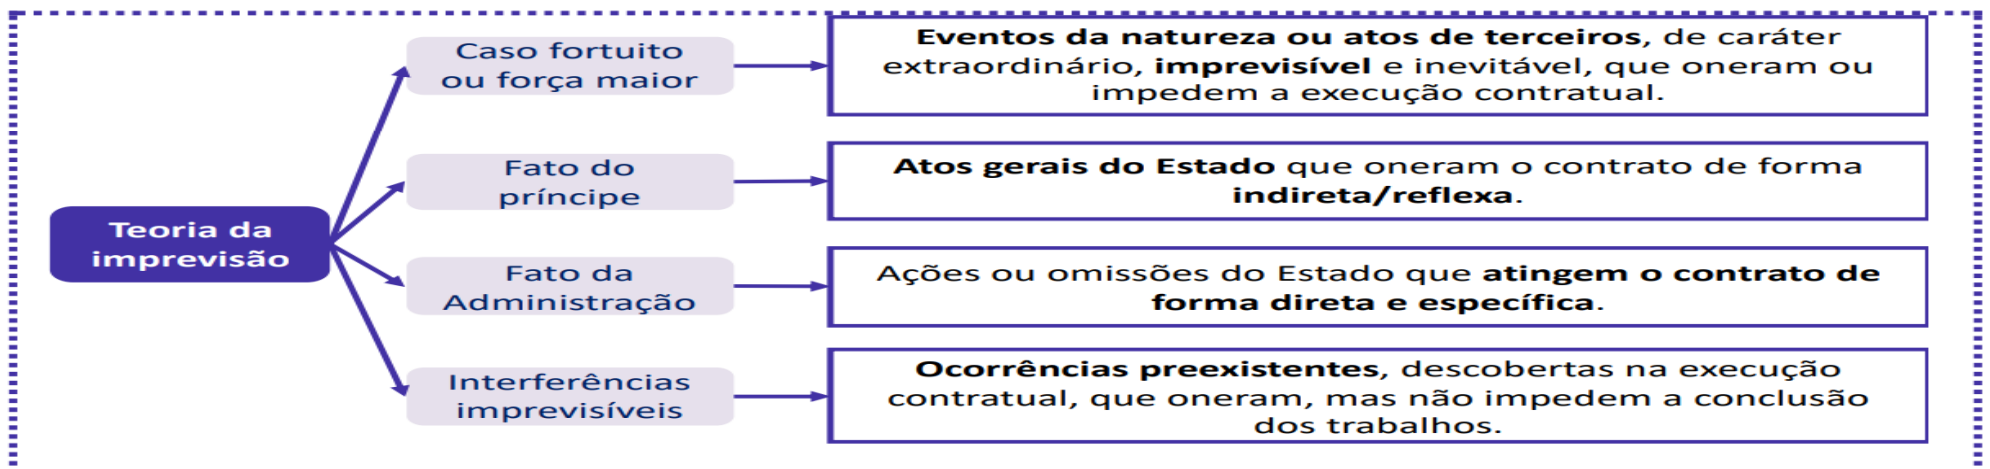 Teoria da
imprevisão
Caso fortuito
ou força maior
Eventos da natureza ou atos de terceiros, de caráter
extraordinário, imprevisível e inevitável, que oneram ou
impedem a execução contratual.
Fato do
príncipe
Atos gerais do Estado que oneram o contrato de forma
indireta/reflexa.
Fato da
Administração
Ações ou omissões do Estado que atingem o contrato de
forma direta e específica.
Interferências
imprevisíveis
Ocorrências preexistentes, descobertas na execução
contratual, que oneram, mas não impedem a conclusão
dos trabalhos.